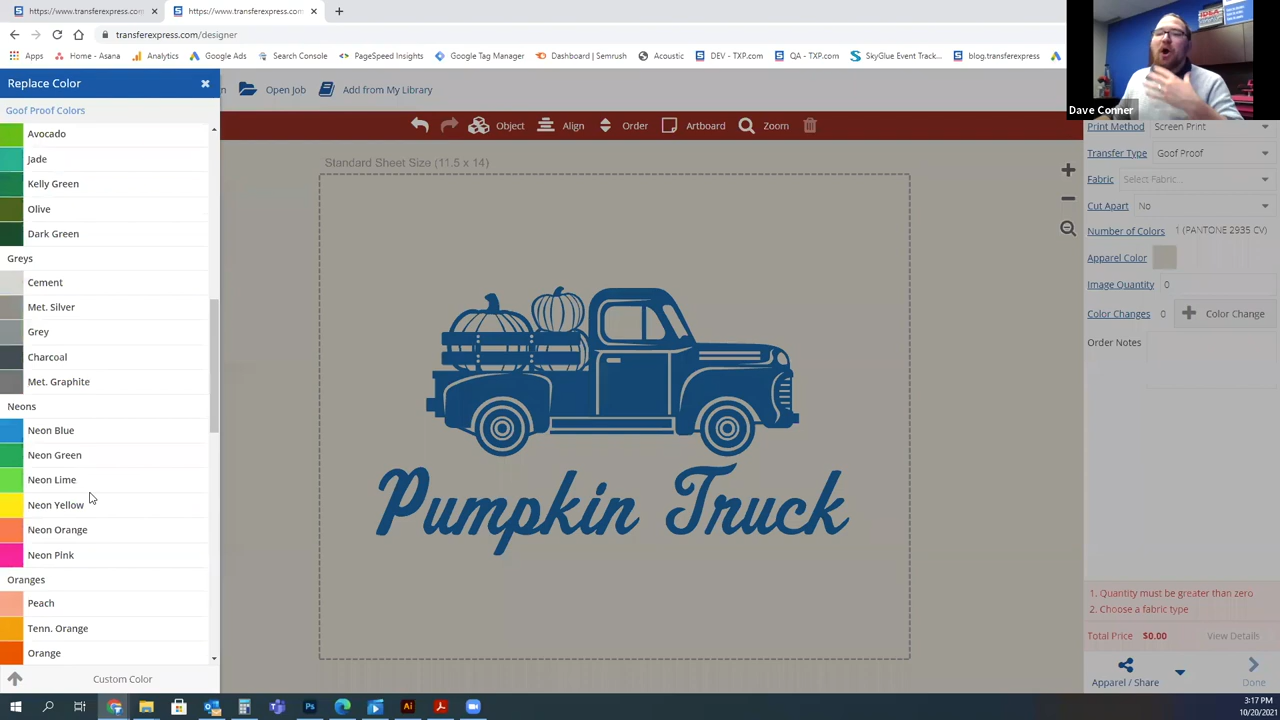 https://www.transferexpress.com/
https://www.transferexpress.com
transferexpress.com/designer
Apps
Home - Asana
Analytics
Google Ads
Search Console
PageSpeed Insights
Google Tag Manager
Dashboard | Semrush
Acoustic
DEV - TXP.com
QA - TXP.com
SkyGlue Event Track...
blog.transferexpress
Dave Conner
Replace Color
Open Job
Add from My Library
Goof Proof Colors
Object
Align
Order
Artboard
Zoom
Avocado
Jade
Kelly Green
Olive
Dark Green
Greys
Cement
Met. Silver
Grey
Charcoal
Met. Graphite
Neons
Neon Blue
Neon Green
Neon Lime
Neon Yellow
Neon Orange
Neon Pink
Oranges
Peach
Tenn. Orange
Orange
Custom Color
Standard Sheet Size (11.5 x 14)
Pumpkin Truck
Print Method Screen Print
Transfer Type Goof Proof
Fabric Select Fabric...
Cut Apart No
Number of Colors 1 (PANTONE 2935 CV)
Apparel Color
Image Quantity 0
Color Changes 0 Color Change
Order Notes
1. Quantity must be greater than zero
2. Choose a fabric type
Total Price $0.00 View Details
Apparel / Share
Done
3:17 PM
10/20/2021